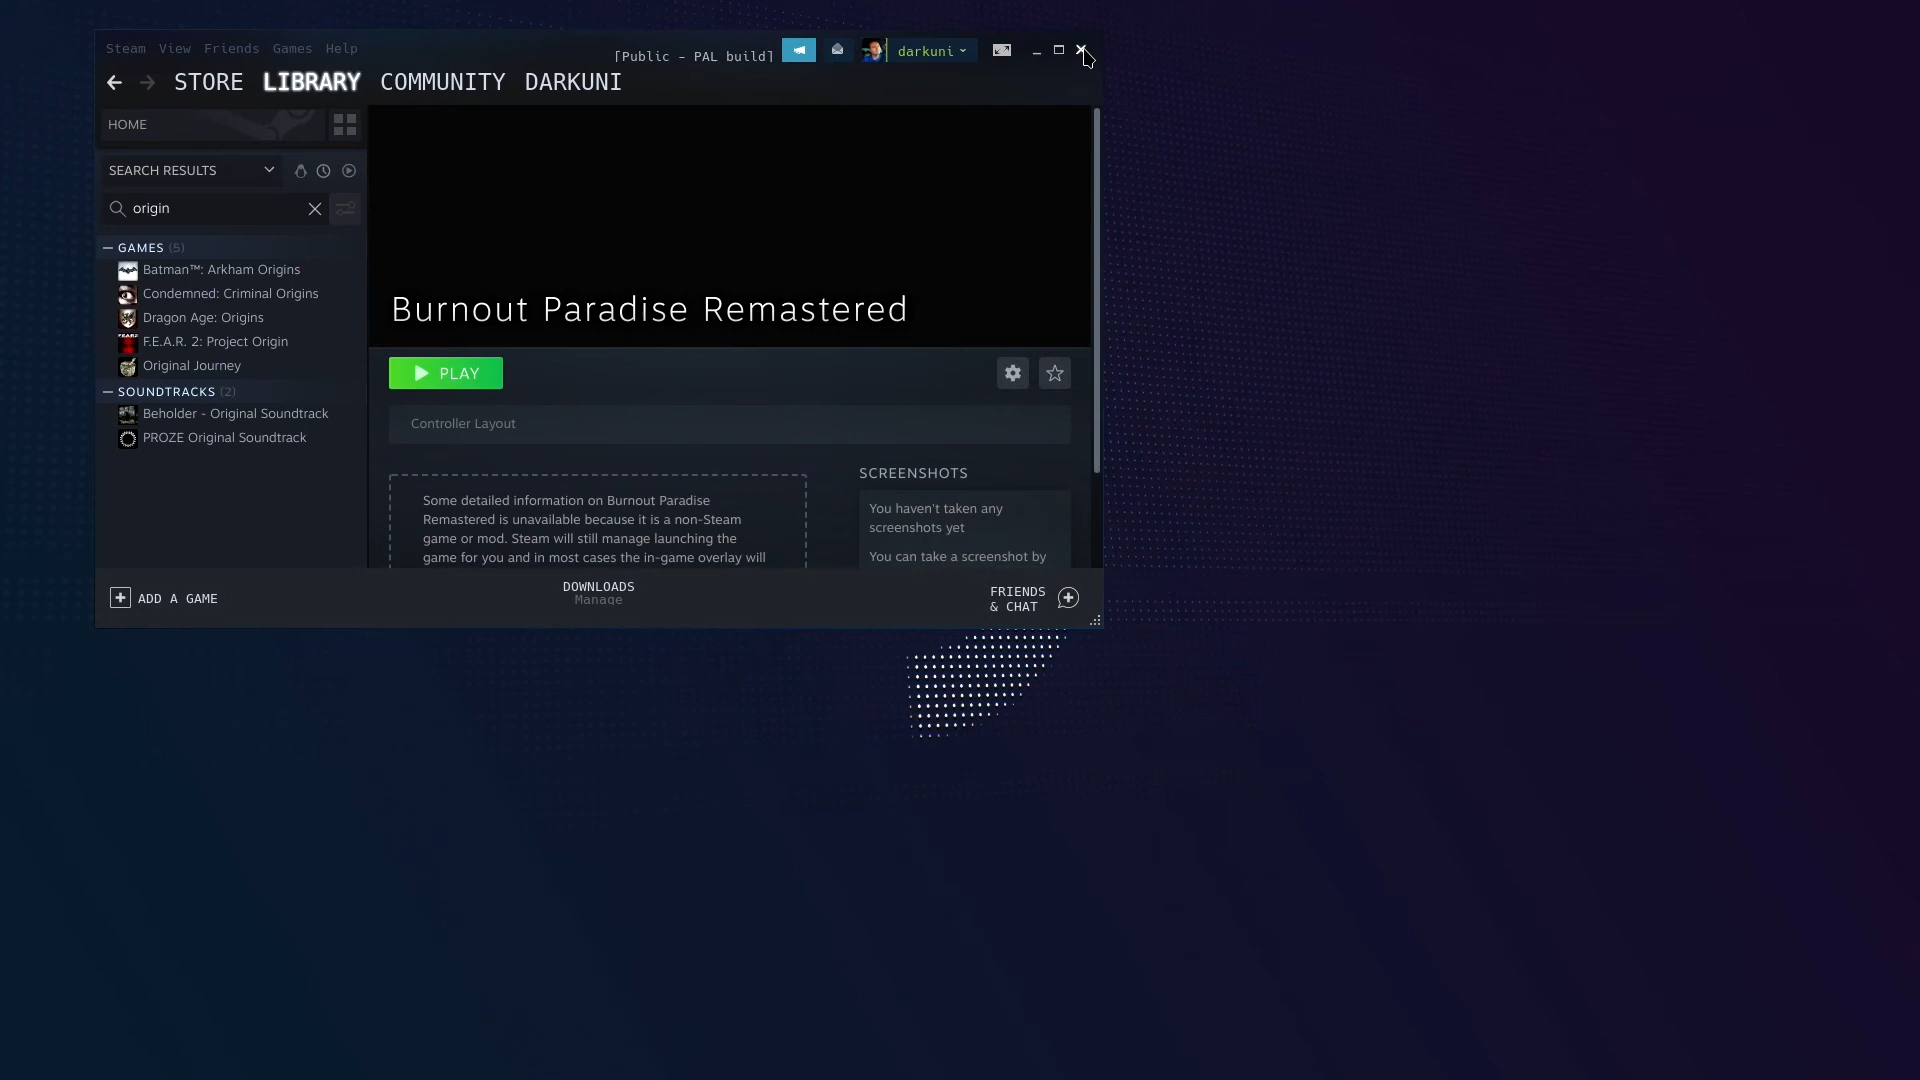 Steam View Friends Games Help
[Public - PAL build]
darkuni
STORE LIBRARY COMMUNITY DARKUNI
HOME
SEARCH RESULTS
origin
GAMES (5)
Batman™: Arkham Origins
Condemned: Criminal Origins
Dragon Age: Origins
F.E.A.R. 2: Project Origin
Original Journey
SOUNDTRACKS (2)
Beholder - Original Soundtrack
PROZE Original Soundtrack
Burnout Paradise Remastered
PLAY
Controller Layout
Some detailed information on Burnout Paradise
Remastered is unavailable because it is a non-Steam
game or mod. Steam will still manage launching the
game for you and in most cases the in-game overlay will
SCREENSHOTS
You haven't taken any
screenshots yet
You can take a screenshot by
ADD A GAME
DOWNLOADS
Manage
FRIENDS
& CHAT